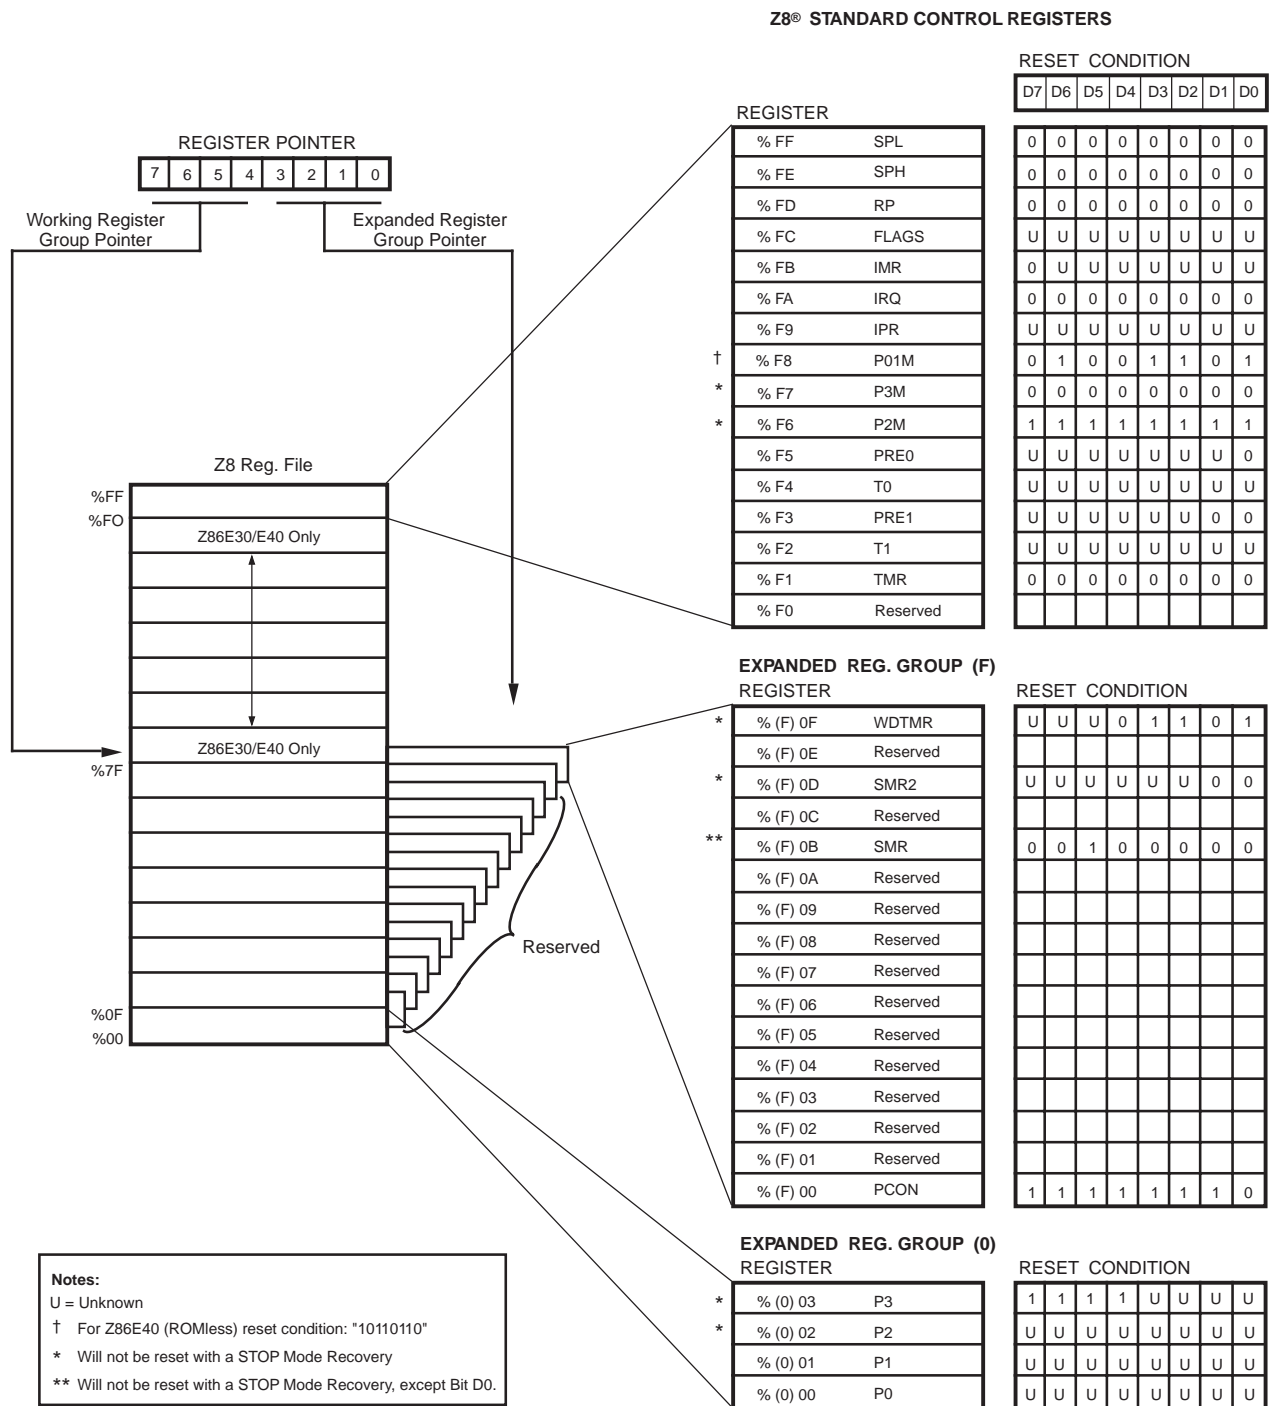 Z8® STANDARD CONTROL REGISTERS
RESET CONDITION
D7 D6 D5 D4 D3 D2 D1 D0
REGISTER
% FF SPL 0 0 0 0 0 0 0 0
% FE SPH 0 0 0 0 0 0 0 0
% FD RP 0 0 0 0 0 0 0 0
% FC FLAGS U U U U U U U U
% FB IMR 0 U U U U U U U
% FA IRQ 0 0 0 0 0 0 0 0
% F9 IPR U U U U U U U U
† % F8 P01M 0 1 0 0 1 1 0 1
* % F7 P3M 0 0 0 0 0 0 0 0
* % F6 P2M 1 1 1 1 1 1 1 1
% F5 PRE0 U U U U U U U 0
% F4 T0 U U U U U U U U
% F3 PRE1 U U U U U U 0 0
% F2 T1 U U U U U U U U
% F1 TMR 0 0 0 0 0 0 0 0
% F0 Reserved
REGISTER POINTER
7 6 5 4 3 2 1 0
Working Register
Group Pointer
Expanded Register
Group Pointer
Z8 Reg. File
%FF
%FO
Z86E30/E40 Only
Z86E30/E40 Only
%7F
%0F
%00
Reserved
EXPANDED REG. GROUP (F)
REGISTER RESET CONDITION
* % (F) 0F WDTMR U U U 0 1 1 0 1
% (F) 0E Reserved
* % (F) 0D SMR2 U U U U U U 0 0
% (F) 0C Reserved
** % (F) 0B SMR 0 0 1 0 0 0 0 0
% (F) 0A Reserved
% (F) 09 Reserved
% (F) 08 Reserved
% (F) 07 Reserved
% (F) 06 Reserved
% (F) 05 Reserved
% (F) 04 Reserved
% (F) 03 Reserved
% (F) 02 Reserved
% (F) 01 Reserved
% (F) 00 PCON 1 1 1 1 1 1 1 0
EXPANDED REG. GROUP (0)
REGISTER RESET CONDITION
* % (0) 03 P3 1 1 1 1 U U U U
* % (0) 02 P2 U U U U U U U U
% (0) 01 P1 U U U U U U U U
% (0) 00 P0 U U U U U U U U
Notes:
U = Unknown
† For Z86E40 (ROMless) reset condition: "10110110"
* Will not be reset with a STOP Mode Recovery
** Will not be reset with a STOP Mode Recovery, except Bit D0.